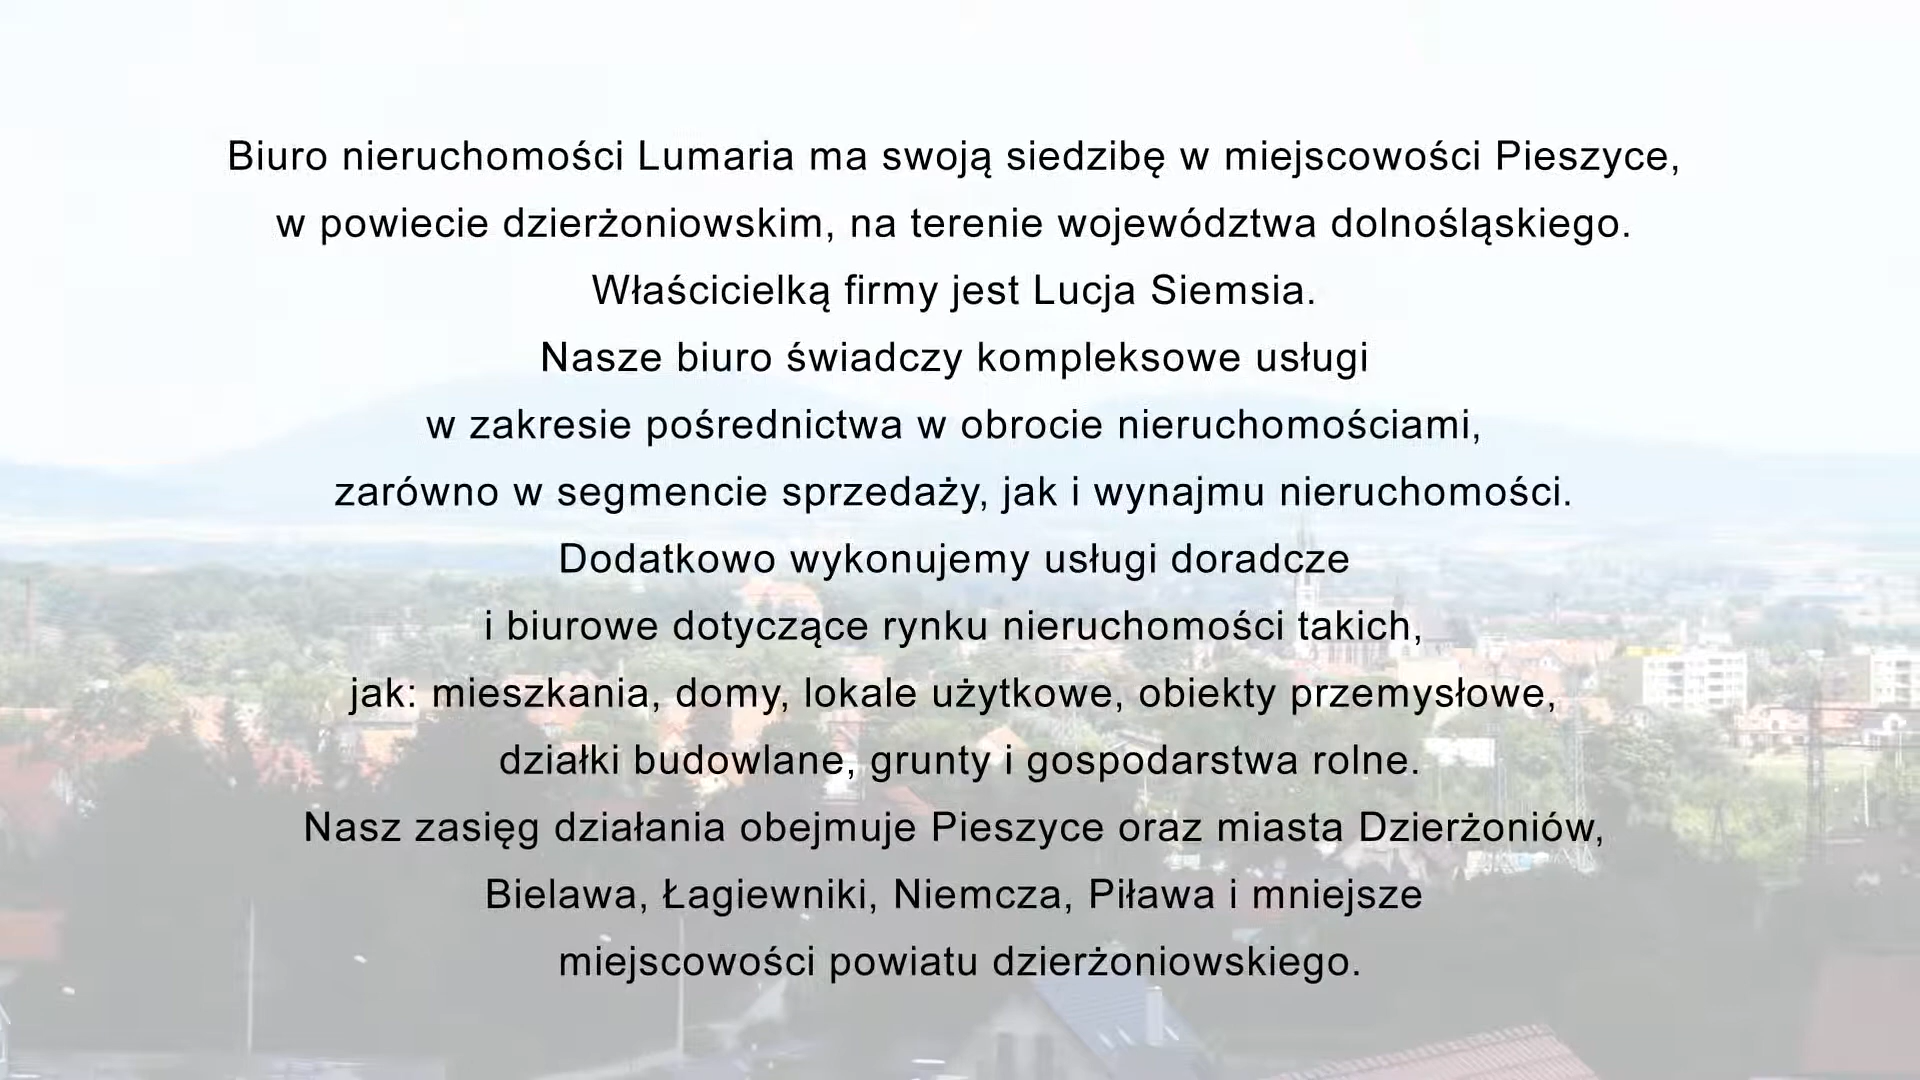 Biuro nieruchomości Lumaria ma swoją siedzibę w miejscowości Pieszyce,
w powiecie dzierżoniowskim, na terenie województwa dolnośląskiego.
Właścicielką firmy jest Lucja Siemsia.
Nasze biuro świadczy kompleksowe usługi
w zakresie pośrednictwa w obrocie nieruchomościami,
zarówno w segmencie sprzedaży, jak i wynajmu nieruchomości.
Dodatkowo wykonujemy usługi doradcze
i biurowe dotyczące rynku nieruchomości takich,
jak: mieszkania, domy, lokale użytkowe, obiekty przemysłowe,
działki budowlane, grunty i gospodarstwa rolne.
Nasz zasięg działania obejmuje Pieszyce oraz miasta Dzierżoniów,
Bielawa, Łagiewniki, Niemcza, Piława i mniejsze
miejscowości powiatu dzierżoniowskiego.